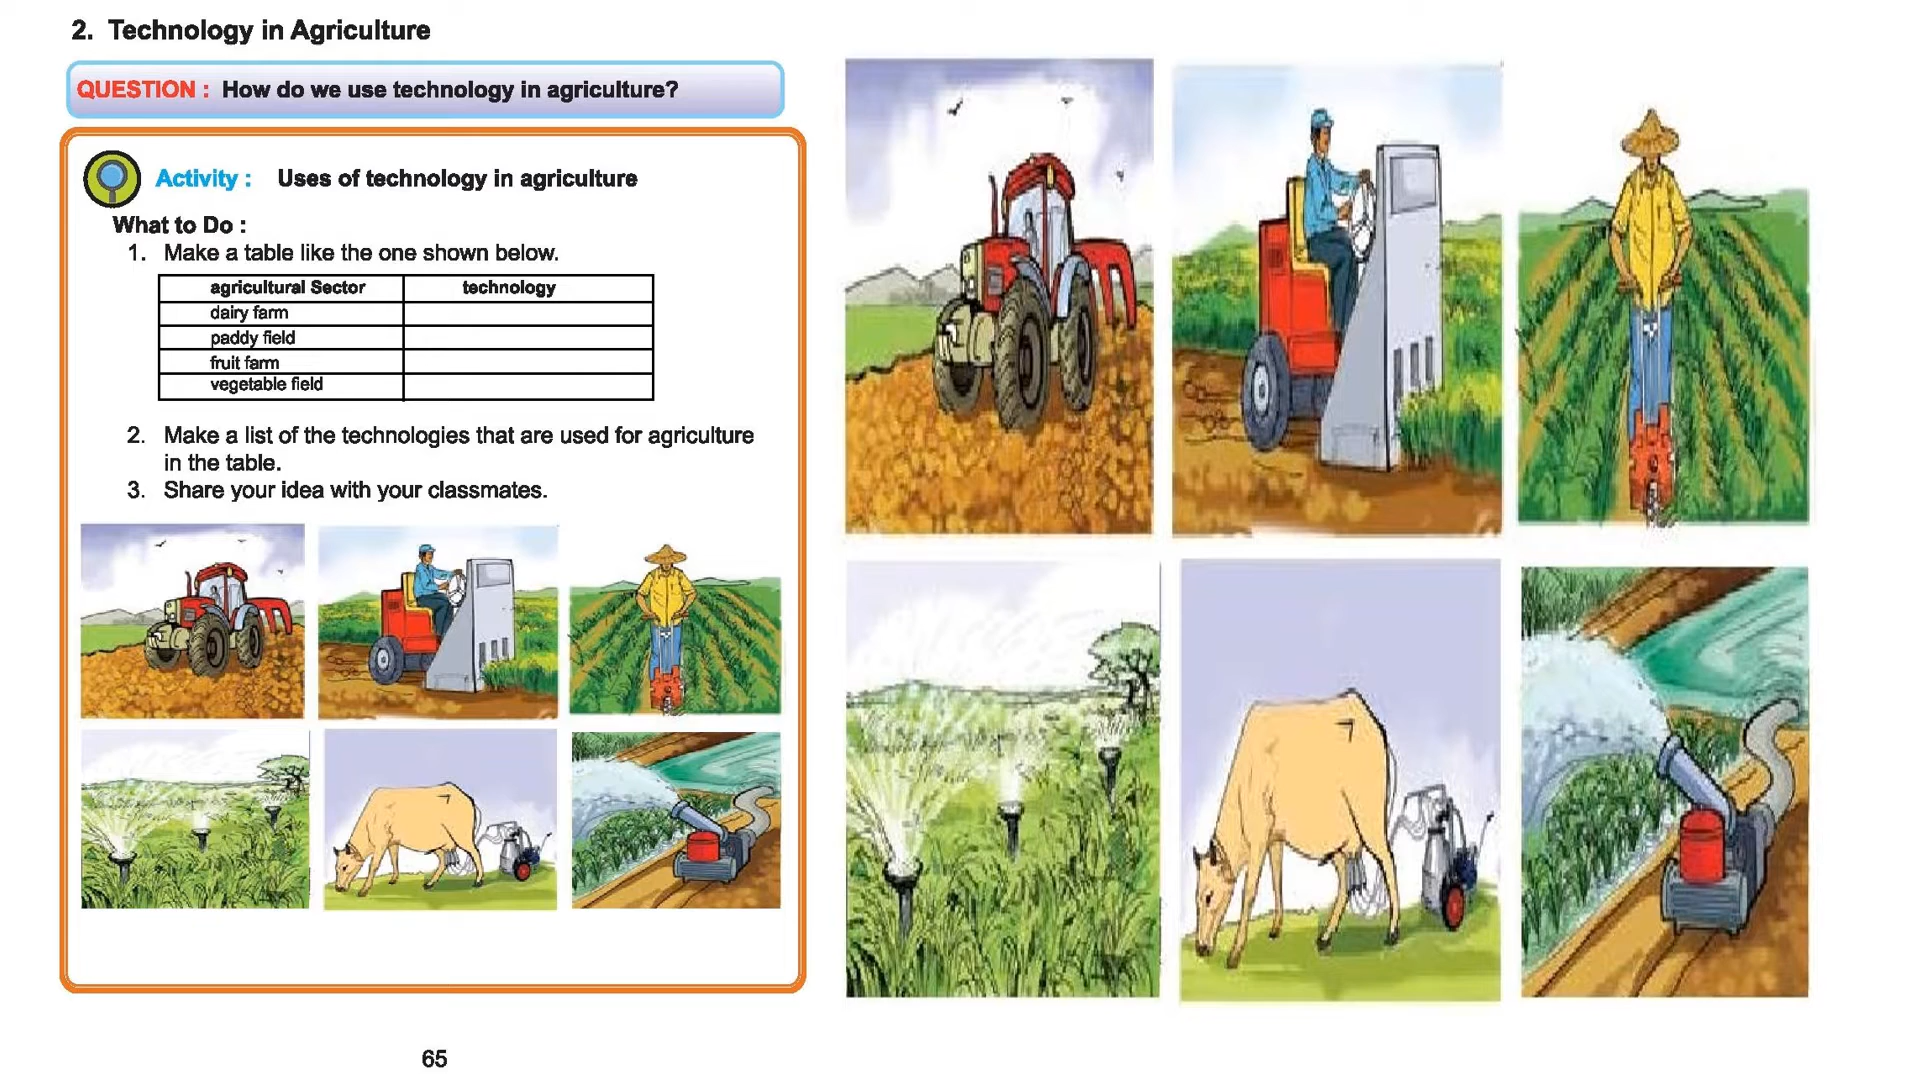 2. Technology in Agriculture
QUESTION : How do we use technology in agriculture?
Activity : Uses of technology in agriculture
What to Do :
1. Make a table like the one shown below.
agricultural Sector technology
dairy farm
paddy field
fruit farm
vegetable field
2. Make a list of the technologies that are used for agriculture
in the table.
3. Share your idea with your classmates.
65